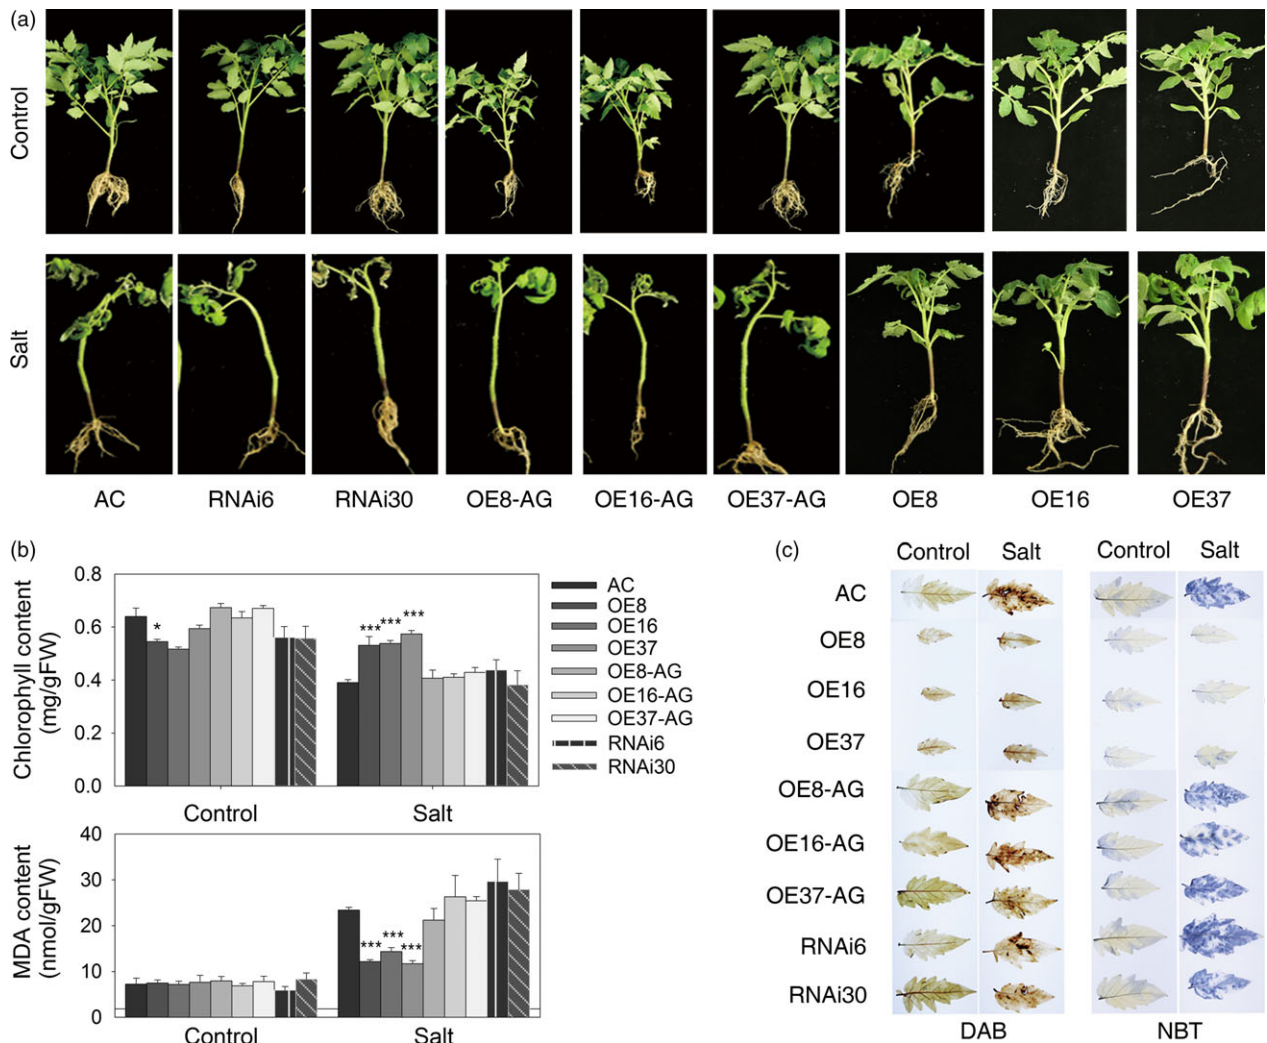 (a)
Control
Salt
AC RNAi6 RNAi30 OE8-AG OE16-AG OE37-AG OE8 OE16 OE37
(b)
Chlorophyll content
(mg/gFW)
0.8
0.6
0.4
0.2
0.0
*
*** *** ***
Control Salt
AC
OE8
OE16
OE37
OE8-AG
OE16-AG
OE37-AG
RNAi6
RNAi30
MDA content
(nmol/gFW)
40
30
20
10
0
*** *** ***
Control Salt
(c)
Control Salt Control Salt
AC
OE8
OE16
OE37
OE8-AG
OE16-AG
OE37-AG
RNAi6
RNAi30
DAB NBT